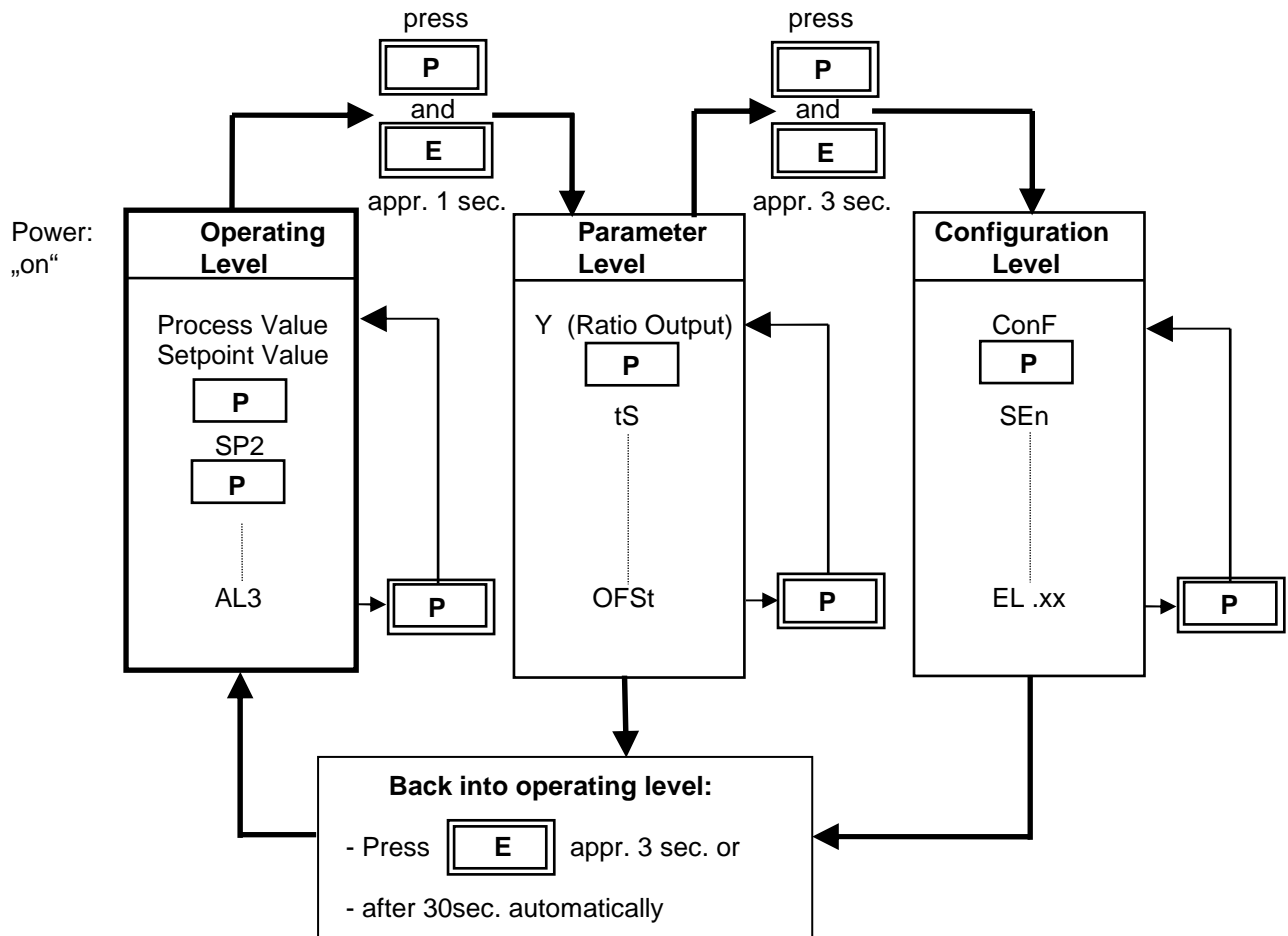 press
P
and
E
appr. 1 sec.
press
P
and
E
appr. 3 sec.
Power:
„on“
Operating
Level
Process Value
Setpoint Value
P
SP2
P
AL3
P
Parameter
Level
Y (Ratio Output)
P
tS
OFSt
P
Configuration
Level
ConF
P
SEn
EL .xx
P
Back into operating level:
- Press E appr. 3 sec. or
- after 30sec. automatically